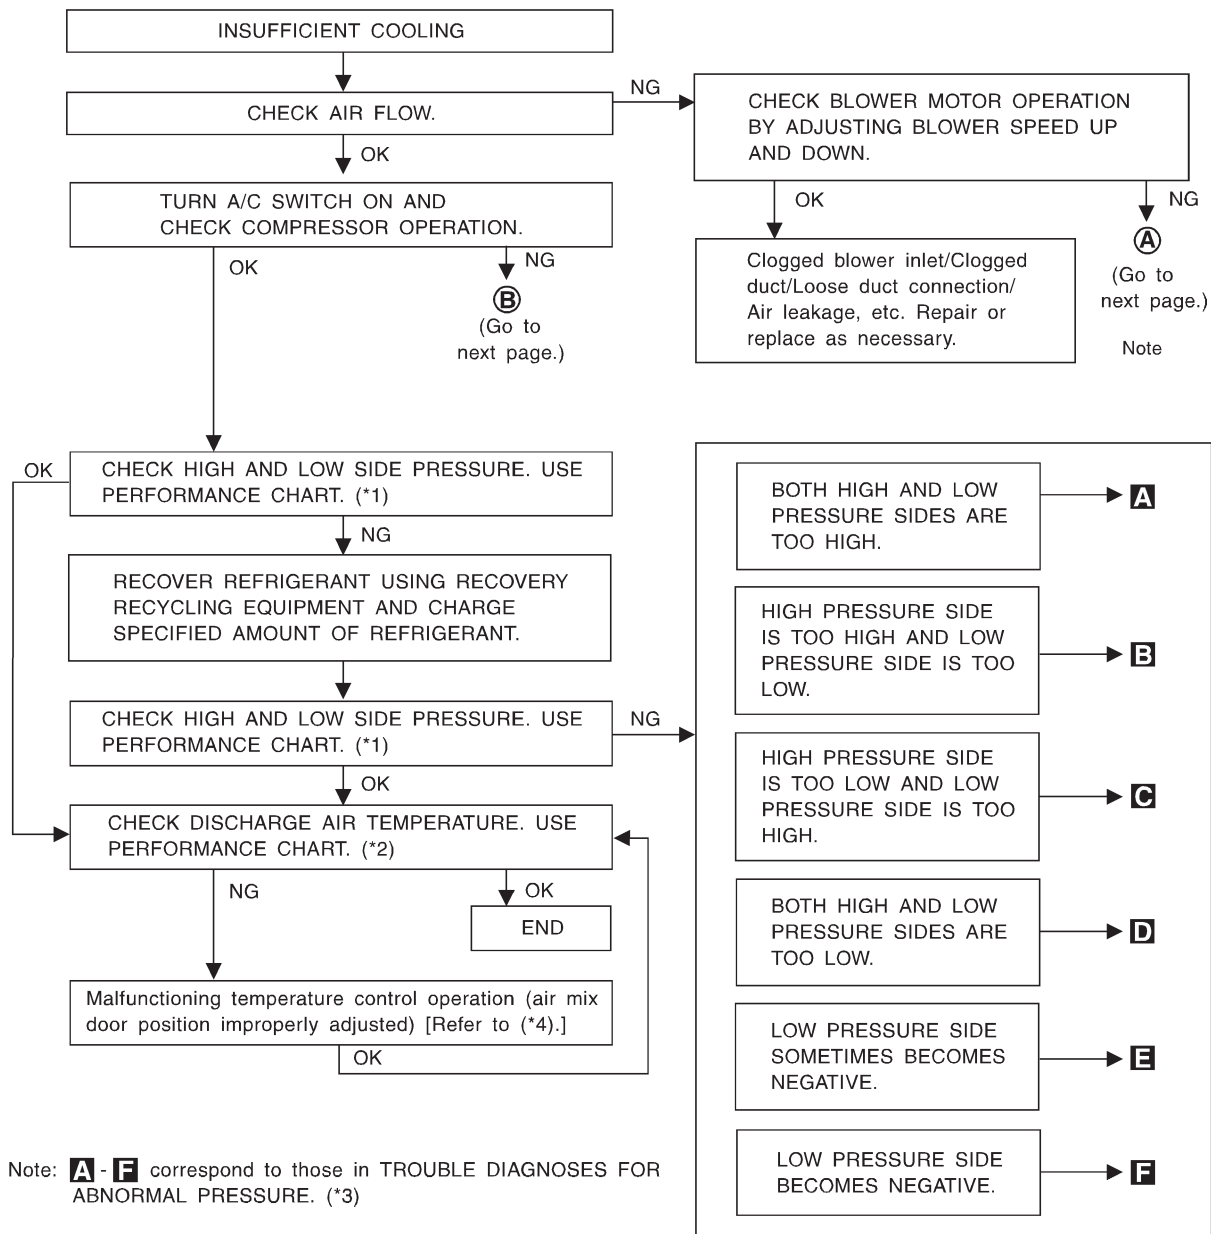 INSUFFICIENT COOLING
CHECK AIR FLOW.
NG
CHECK BLOWER MOTOR OPERATION
BY ADJUSTING BLOWER SPEED UP
AND DOWN.
OK
TURN A/C SWITCH ON AND
CHECK COMPRESSOR OPERATION.
OK
NG
B
(Go to
next page.)
OK
Clogged blower inlet/Clogged
duct/Loose duct connection/
Air leakage, etc. Repair or
replace as necessary.
NG
A
(Go to
next page.)
Note
OK
CHECK HIGH AND LOW SIDE PRESSURE. USE
PERFORMANCE CHART. (*1)
NG
RECOVER REFRIGERANT USING RECOVERY
RECYCLING EQUIPMENT AND CHARGE
SPECIFIED AMOUNT OF REFRIGERANT.
CHECK HIGH AND LOW SIDE PRESSURE. USE
PERFORMANCE CHART. (*1)
NG
OK
CHECK DISCHARGE AIR TEMPERATURE. USE
PERFORMANCE CHART. (*2)
NG
OK
END
Malfunctioning temperature control operation (air mix
door position improperly adjusted) [Refer to (*4).]
OK
BOTH HIGH AND LOW
PRESSURE SIDES ARE
TOO HIGH.
A
HIGH PRESSURE SIDE
IS TOO HIGH AND LOW
PRESSURE SIDE IS TOO
LOW.
B
HIGH PRESSURE SIDE
IS TOO LOW AND LOW
PRESSURE SIDE IS TOO
HIGH.
C
BOTH HIGH AND LOW
PRESSURE SIDES ARE
TOO LOW.
D
LOW PRESSURE SIDE
SOMETIMES BECOMES
NEGATIVE.
E
LOW PRESSURE SIDE
BECOMES NEGATIVE.
F
Note: A - F correspond to those in TROUBLE DIAGNOSES FOR
ABNORMAL PRESSURE. (*3)